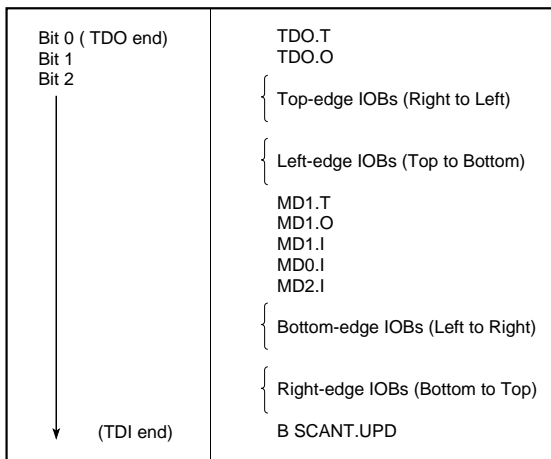 Bit 0 ( TDO end)
Bit 1
Bit 2
(TDI end)
TDO.T
TDO.O
Top-edge IOBs (Right to Left)
Left-edge IOBs (Top to Bottom)
MD1.T
MD1.O
MD1.I
MD0.I
MD2.I
Bottom-edge IOBs (Left to Right)
Right-edge IOBs (Bottom to Top)
B SCANT.UPD